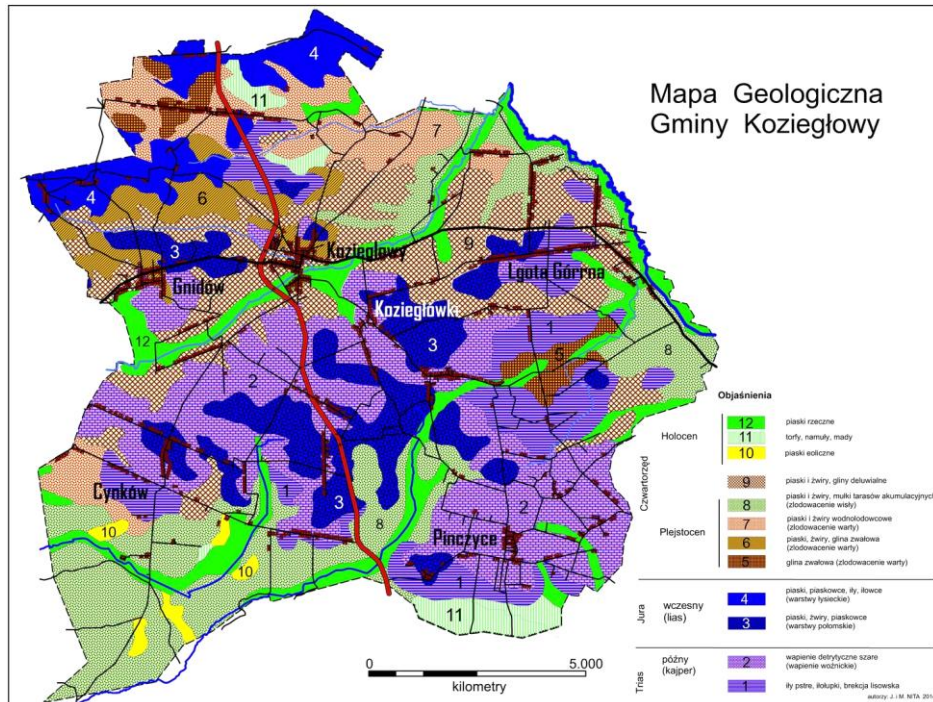 Mapa Geologiczna
Gminy Koziegłowy
4
11
7
4
6
9
3
Koziegłowy
Gnidów
Lgota Górrna
Koziegłówki
1
3
5
8
12
2
Cynków
1
3
8
2
10
Pinczyce
2
10
1
11
0 5.000
kilometry
Objaśnienia
Czwartorzęd
Holocen
12 piaski rzeczne
11 torfy, namuły, mady
10 piaski eoliczne
Plejstocen
9 piaski i żwiry, gliny deluwialne
8 piaski i żwiry, mułki tarasów akumulacyjnych
(zlodowacenie wisły)
7 piaski i żwiry wodnolodowcowe
(zlodowacenie warty)
6 piaski, żwiry, glina zwałowa
(zlodowacenie warty)
5 glina zwałowa (zlodowacenie warty)
Jura
wczesny
(lias)
4 piaski, piaskowce, iły, iłowce
(warstwy łysieckie)
3 piaski, żwiry, piaskowce
(warstwy połomskie)
Trias
późny
(kajper)
2 wapienie detrytyczne szare
(wapienie woźnickie)
1 iły pstre, iłołupki, brekcja lisowska
autorzy: J. i M. NITA